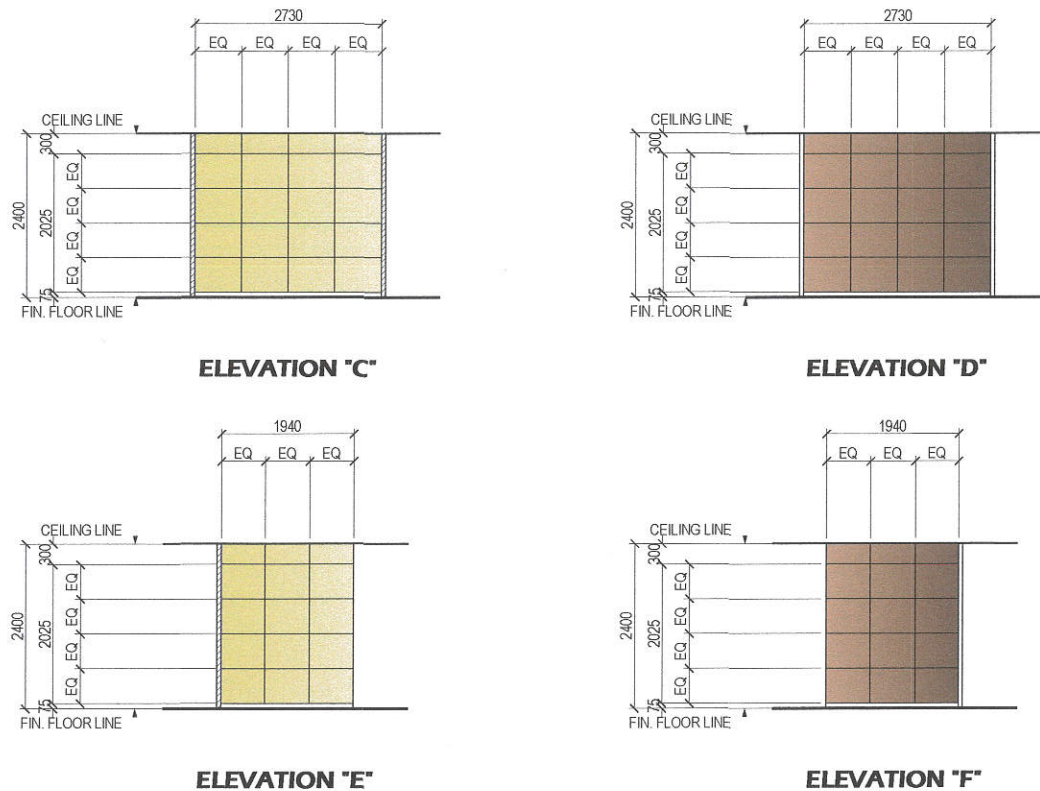 2730
EQ EQ EQ EQ
CEILING LINE
300
EQ
EQ
2400
2025
EQ
EQ
75
FIN. FLOOR LINE
ELEVATION "C"
2730
EQ EQ EQ EQ
CEILING LINE
300
EQ
EQ
2400
2025
EQ
EQ
75
FIN. FLOOR LINE
ELEVATION "D"
1940
EQ EQ EQ
CEILING LINE
300
EQ
EQ
2400
2025
EQ
EQ
75
FIN. FLOOR LINE
ELEVATION "E"
1940
EQ EQ EQ
CEILING LINE
300
EQ
EQ
2400
2025
EQ
EQ
75
FIN. FLOOR LINE
ELEVATION "F"